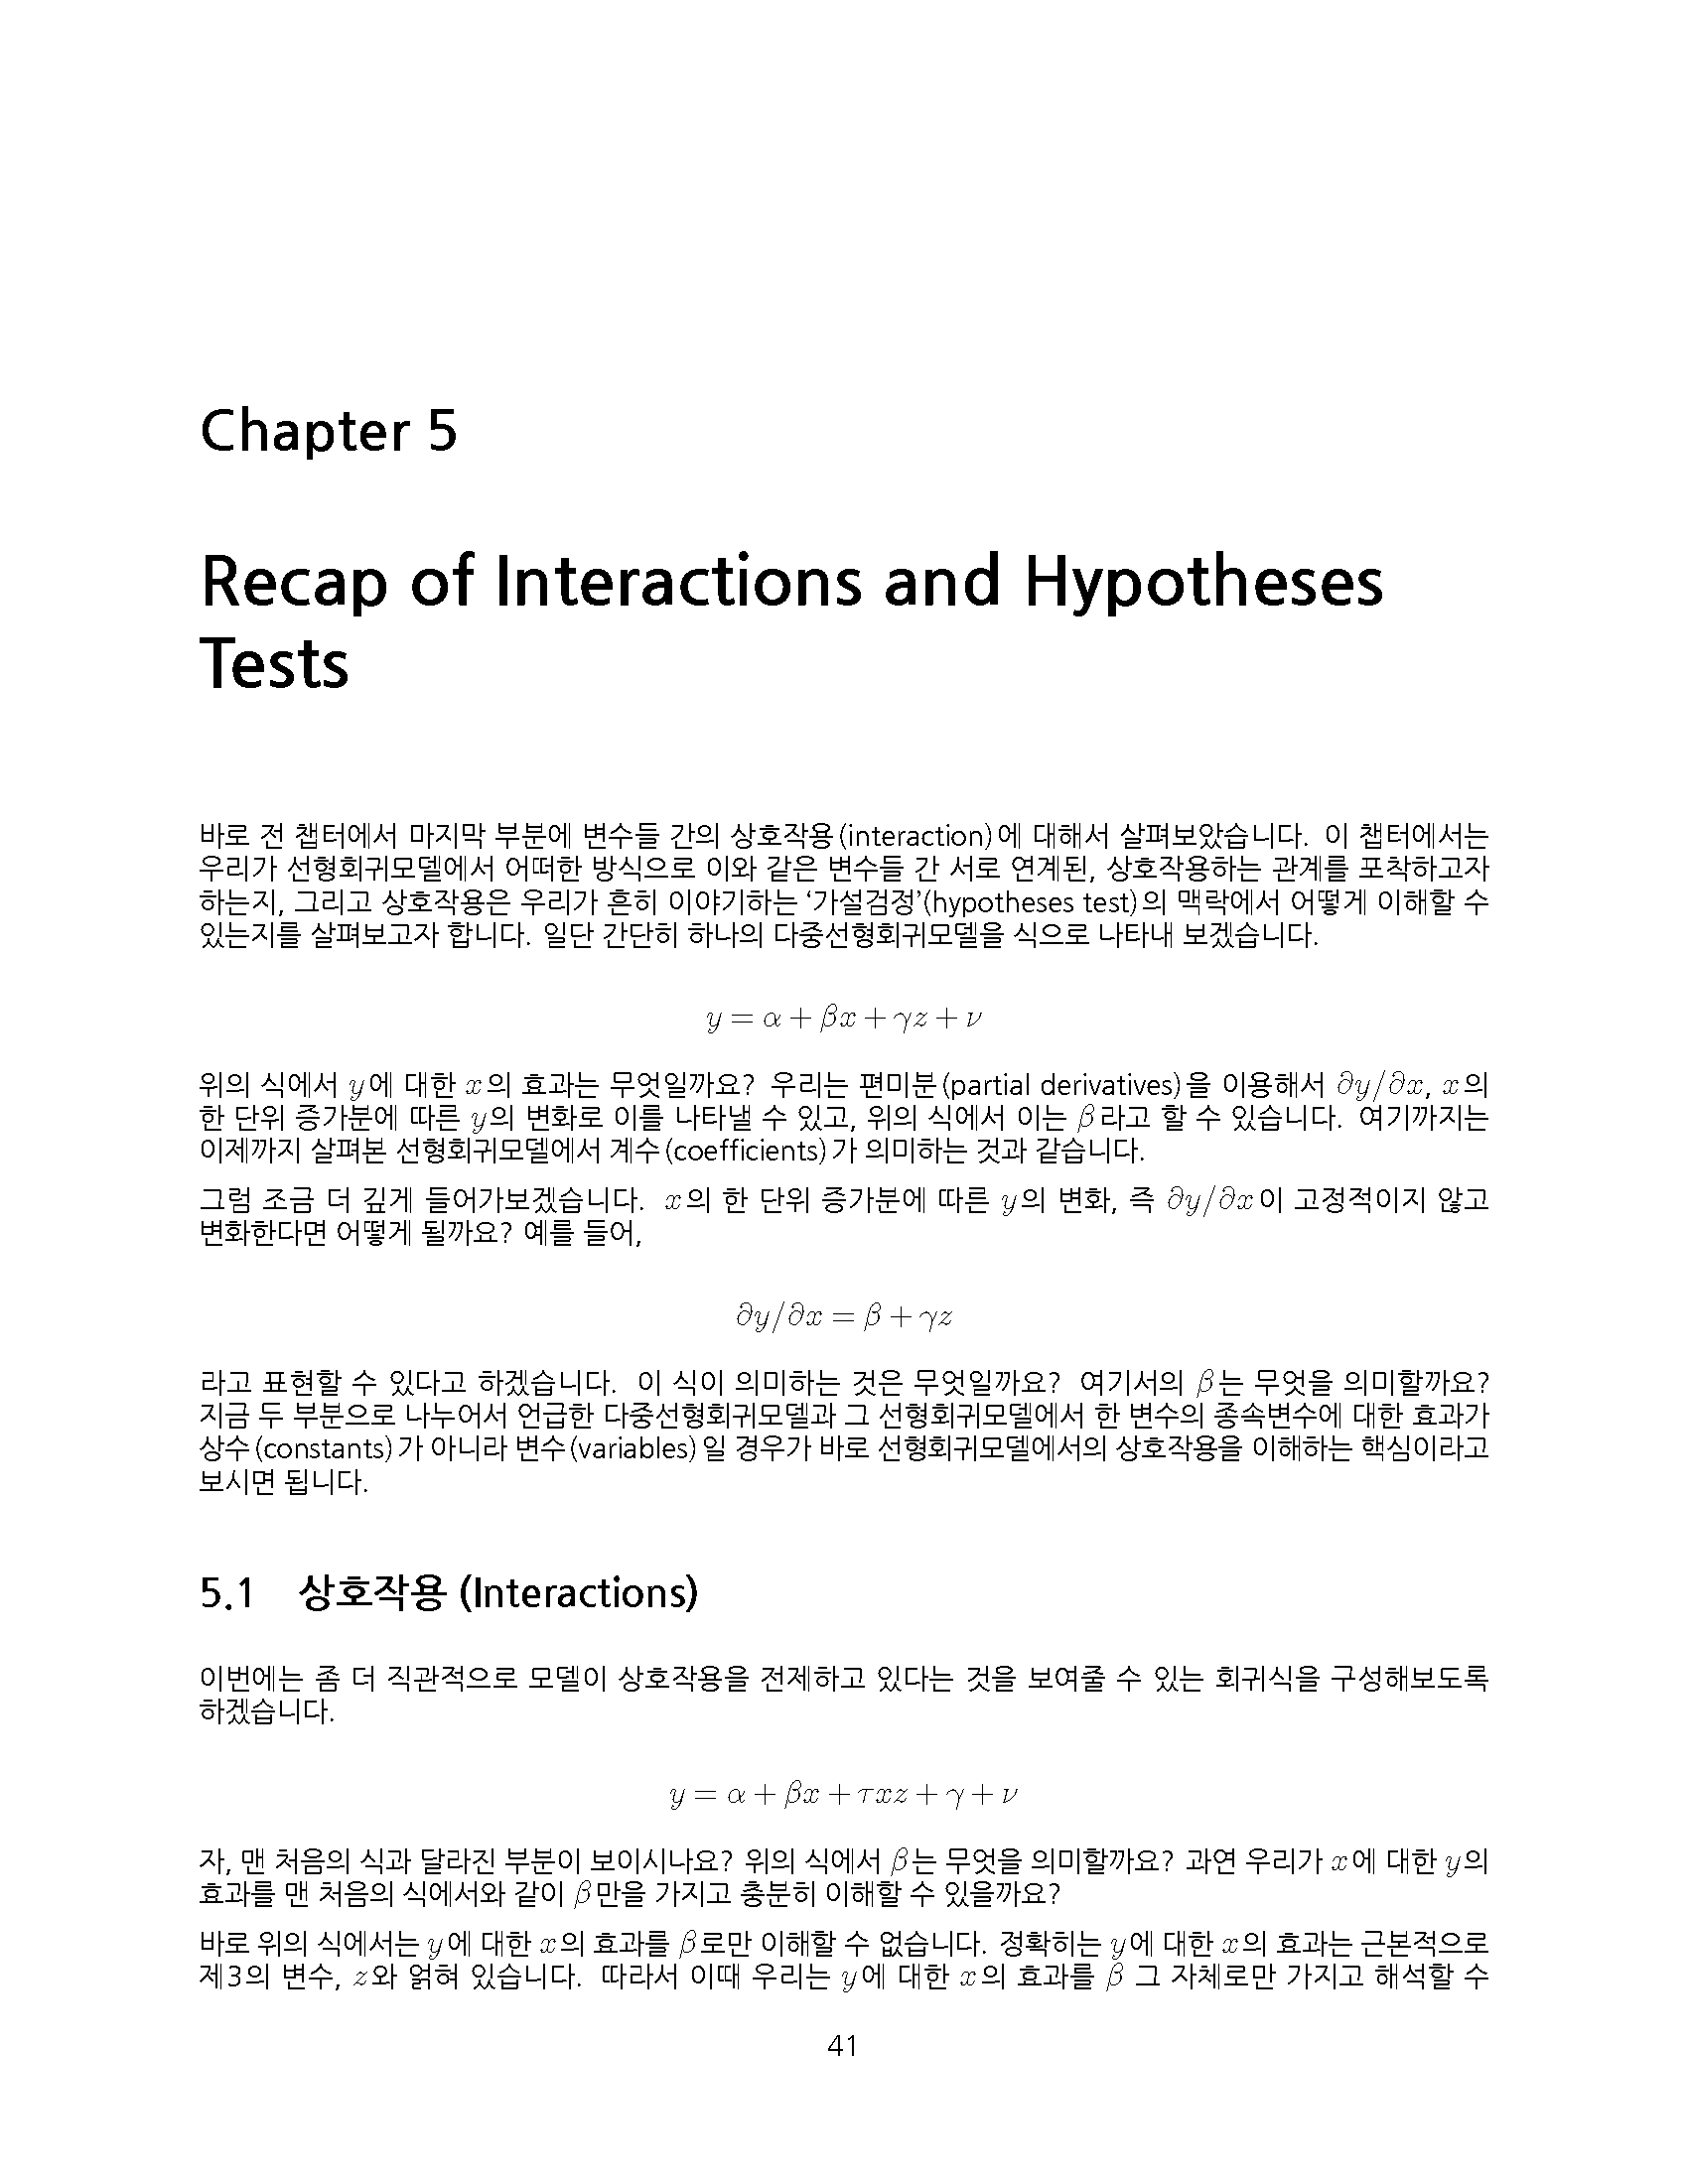 Chapter 5
Recap of Interactions and Hypotheses
Tests
바로 전 챕터에서 마지막 부분에 변수들 간의 상호작용(interaction)에 대해서 살펴보았습니다. 이 챕터에서는
우리가 선형회귀모델에서 어떠한 방식으로 이와 같은 변수들 간 서로 연계된, 상호작용하는 관계를 포착하고자
하는지, 그리고 상호작용은 우리가 흔히 이야기하는 ‘가설검정’(hypotheses test)의 맥락에서 어떻게 이해할 수
있는지를 살펴보고자 합니다. 일단 간단히 하나의 다중선형회귀모델을 식으로 나타내 보겠습니다.
y = α + βx + γz + ν
위의 식에서 y에 대한 x의 효과는 무엇일까요? 우리는 편미분(partial derivatives)을 이용해서 ∂y/∂x, x의
한 단위 증가분에 따른 y의 변화로 이를 나타낼 수 있고, 위의 식에서 이는 β라고 할 수 있습니다. 여기까지는
이제까지 살펴본 선형회귀모델에서 계수(coefficients)가 의미하는 것과 같습니다.
그럼 조금 더 깊게 들어가보겠습니다. x의 한 단위 증가분에 따른 y의 변화, 즉 ∂y/∂x이 고정적이지 않고
변화한다면 어떻게 될까요? 예를 들어,
∂y/∂x = β + γz
라고 표현할 수 있다고 하겠습니다. 이 식이 의미하는 것은 무엇일까요? 여기서의 β는 무엇을 의미할까요?
지금 두 부분으로 나누어서 언급한 다중선형회귀모델과 그 선형회귀모델에서 한 변수의 종속변수에 대한 효과가
상수(constants)가 아니라 변수(variables)일 경우가 바로 선형회귀모델에서의 상호작용을 이해하는 핵심이라고
보시면 됩니다.
5.1 상호작용 (Interactions)
이번에는 좀 더 직관적으로 모델이 상호작용을 전제하고 있다는 것을 보여줄 수 있는 회귀식을 구성해보도록
하겠습니다.
y = α + βx + τxz + γ + ν
자, 맨 처음의 식과 달라진 부분이 보이시나요? 위의 식에서 β는 무엇을 의미할까요? 과연 우리가 x에 대한 y의
효과를 맨 처음의 식에서와 같이 β만을 가지고 충분히 이해할 수 있을까요?
바로 위의 식에서는 y에 대한 x의 효과를 β로만 이해할 수 없습니다. 정확히는 y에 대한 x의 효과는 근본적으로
제3의 변수, z와 얽혀 있습니다. 따라서 이때 우리는 y에 대한 x의 효과를 β 그 자체로만 가지고 해석할 수
41